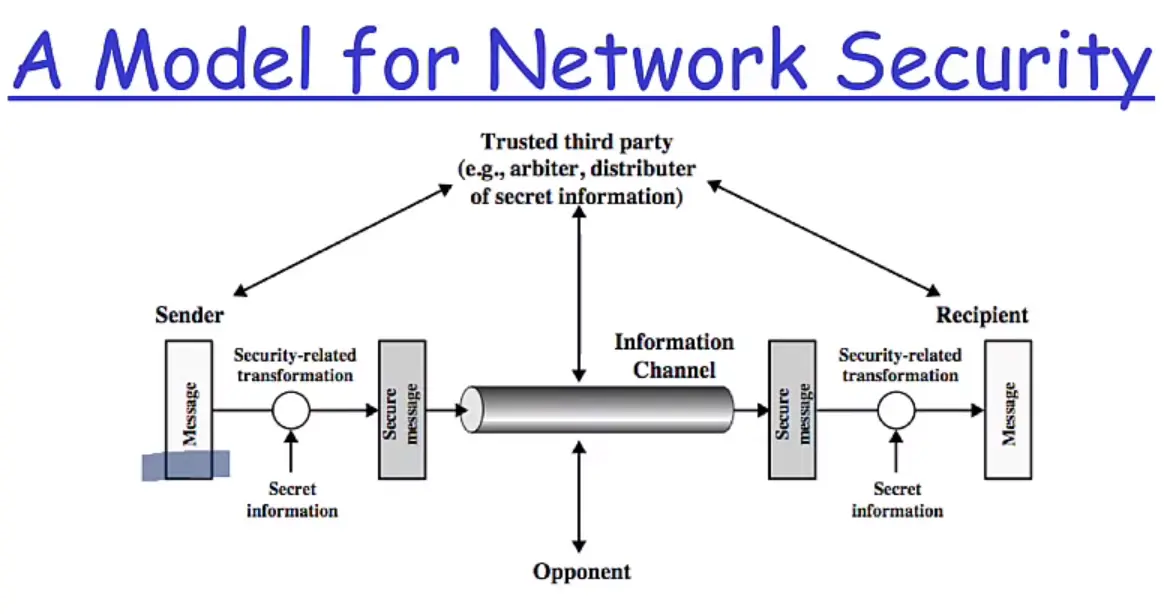 A Model for Network Security
Trusted third party
(e.g., arbiter, distributer
of secret information)
Sender
Recipient
Information
Channel
Security-related
transformation
Security-related
transformation
Message
Secure
message
Secure
message
Message
Secret
information
Secret
information
Opponent